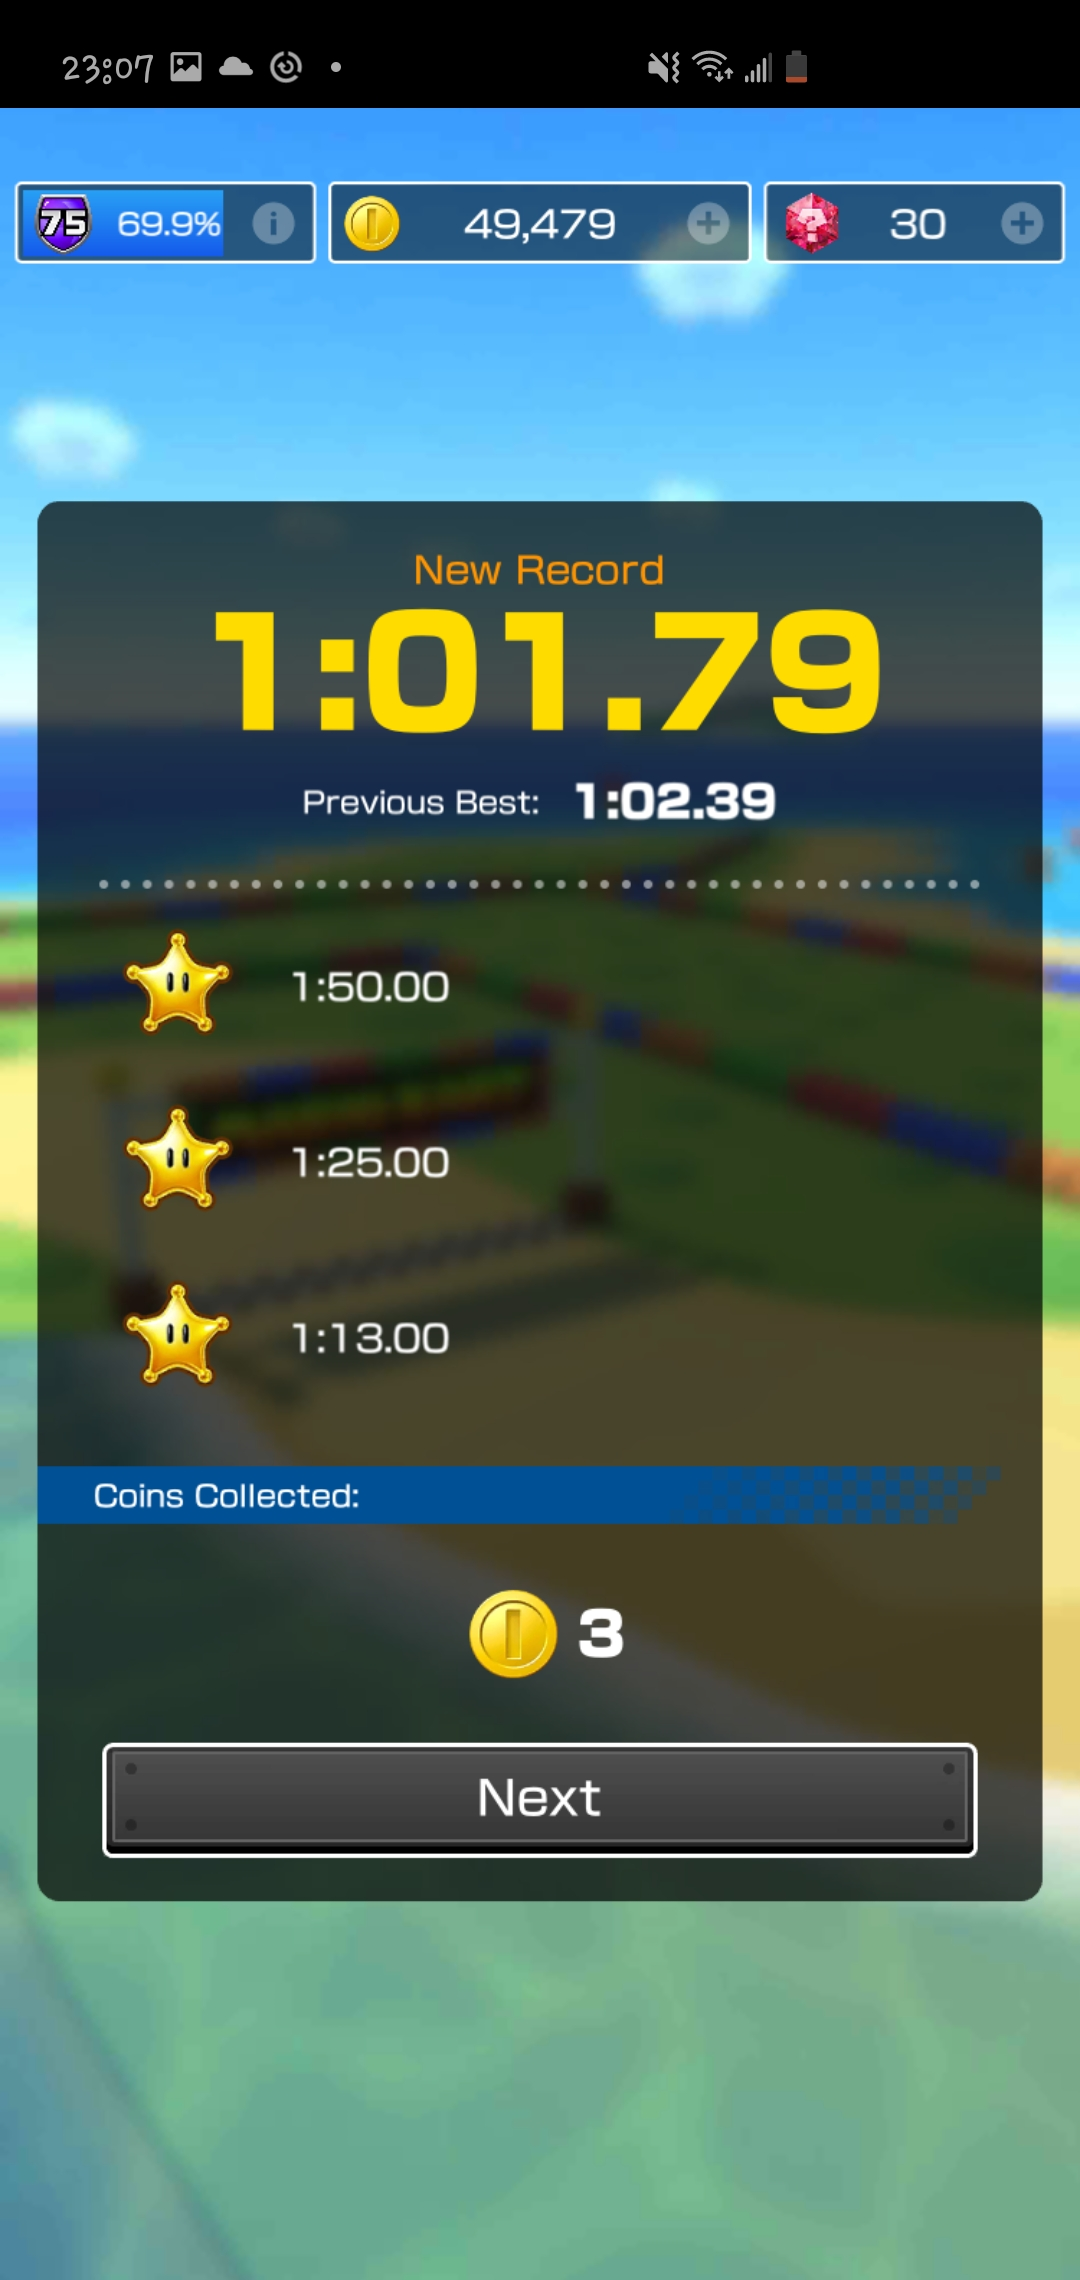 23:07
75 69.9% i 49,479 + ? 30 +
New Record
1:01.79
Previous Best: 1:02.39
1:50.00
1:25.00
1:13.00
Coins Collected:
3
Next